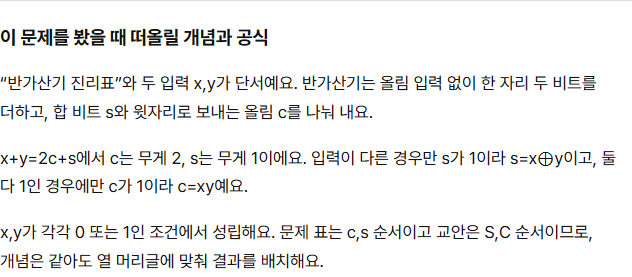 이 문제를 봤을 때 떠올릴 개념과 공식
“반가산기 진리표”와 두 입력 x,y가 단서예요. 반가산기는 올림 입력 없이 한 자리 두 비트를
더하고, 합 비트 s와 윗자리로 보내는 올림 c를 나눠 내요.
x+y=2c+s에서 c는 무게 2, s는 무게 1이에요. 입력이 다른 경우만 s가 1이라 s=x⊕y이고, 둘
다 1인 경우에만 c가 1이라 c=xy예요.
x,y가 각각 0 또는 1인 조건에서 성립해요. 문제 표는 c,s 순서이고 교안은 S,C 순서이므로,
개념은 같아도 열 머리글에 맞춰 결과를 배치해요.